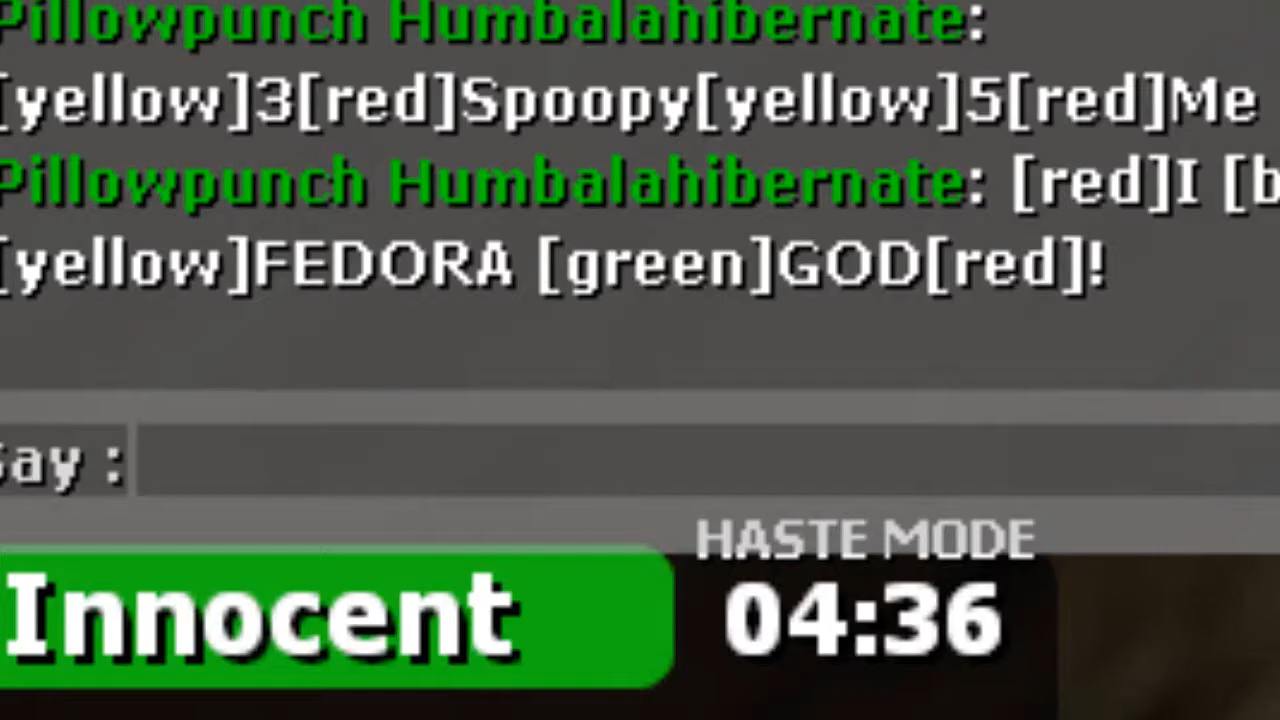 Pillowpunch Humbalahibernate:
[yellow]3[red]Spoopy[yellow]5[red]Me
Pillowpunch Humbalahibernate: [red]I [b
[yellow]FEDORA [green]GOD[red]!
Say :
HASTE MODE
Innocent 04:36